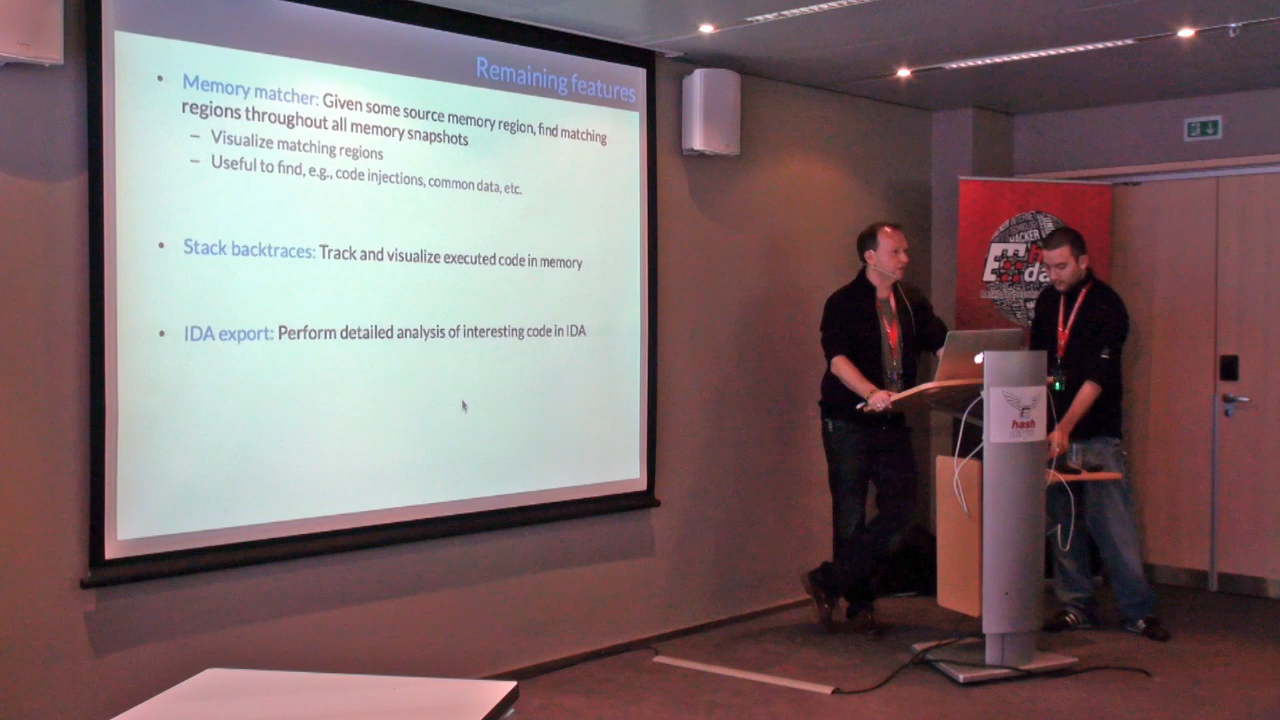 Remaining features
• Memory matcher: Given some source memory region, find matching
regions throughout all memory snapshots
– Visualize matching regions
– Useful to find, e.g., code injections, common data, etc.
• Stack backtraces: Track and visualize executed code in memory
• IDA export: Perform detailed analysis of interesting code in IDA
HACKER
hash